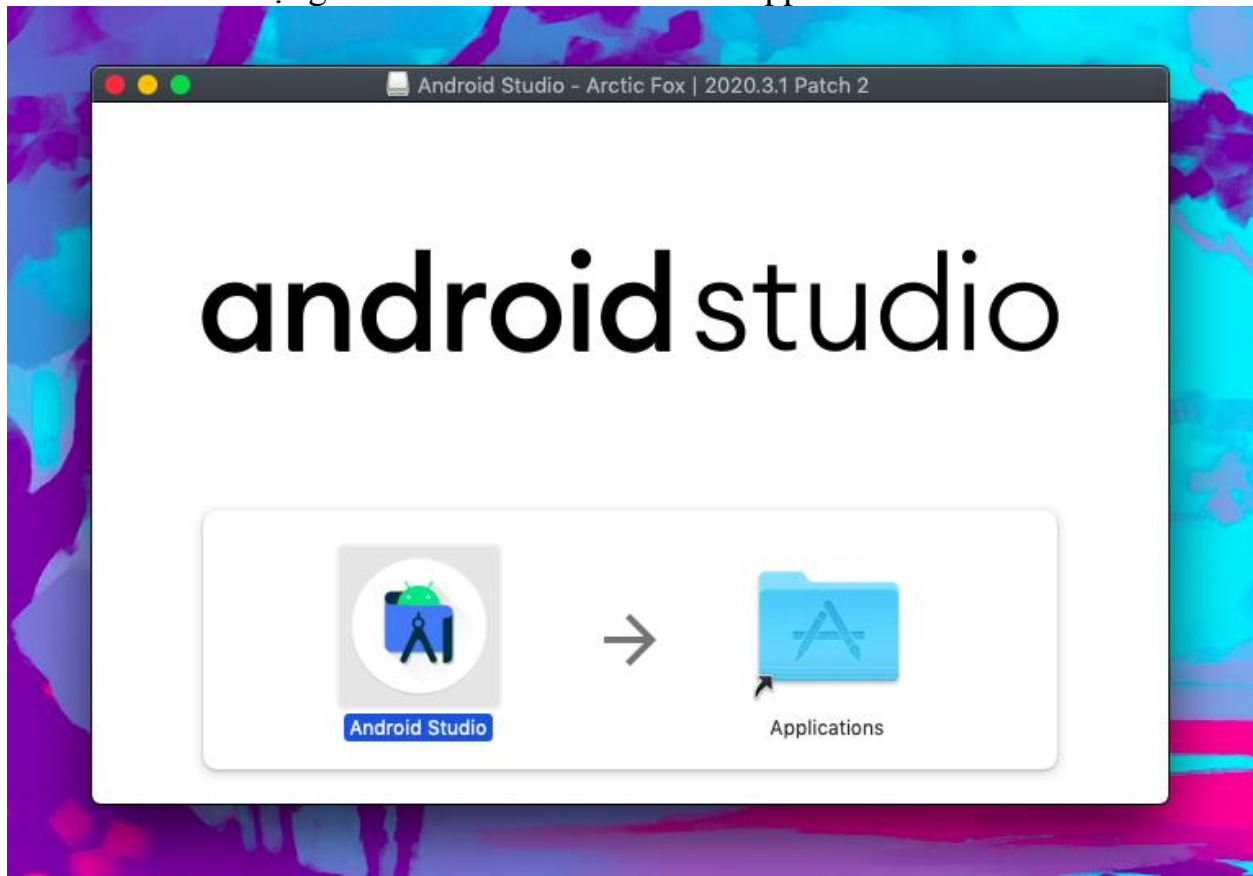 Android Studio - Arctic Fox | 2020.3.1 Patch 2
android studio
Android Studio
Applications